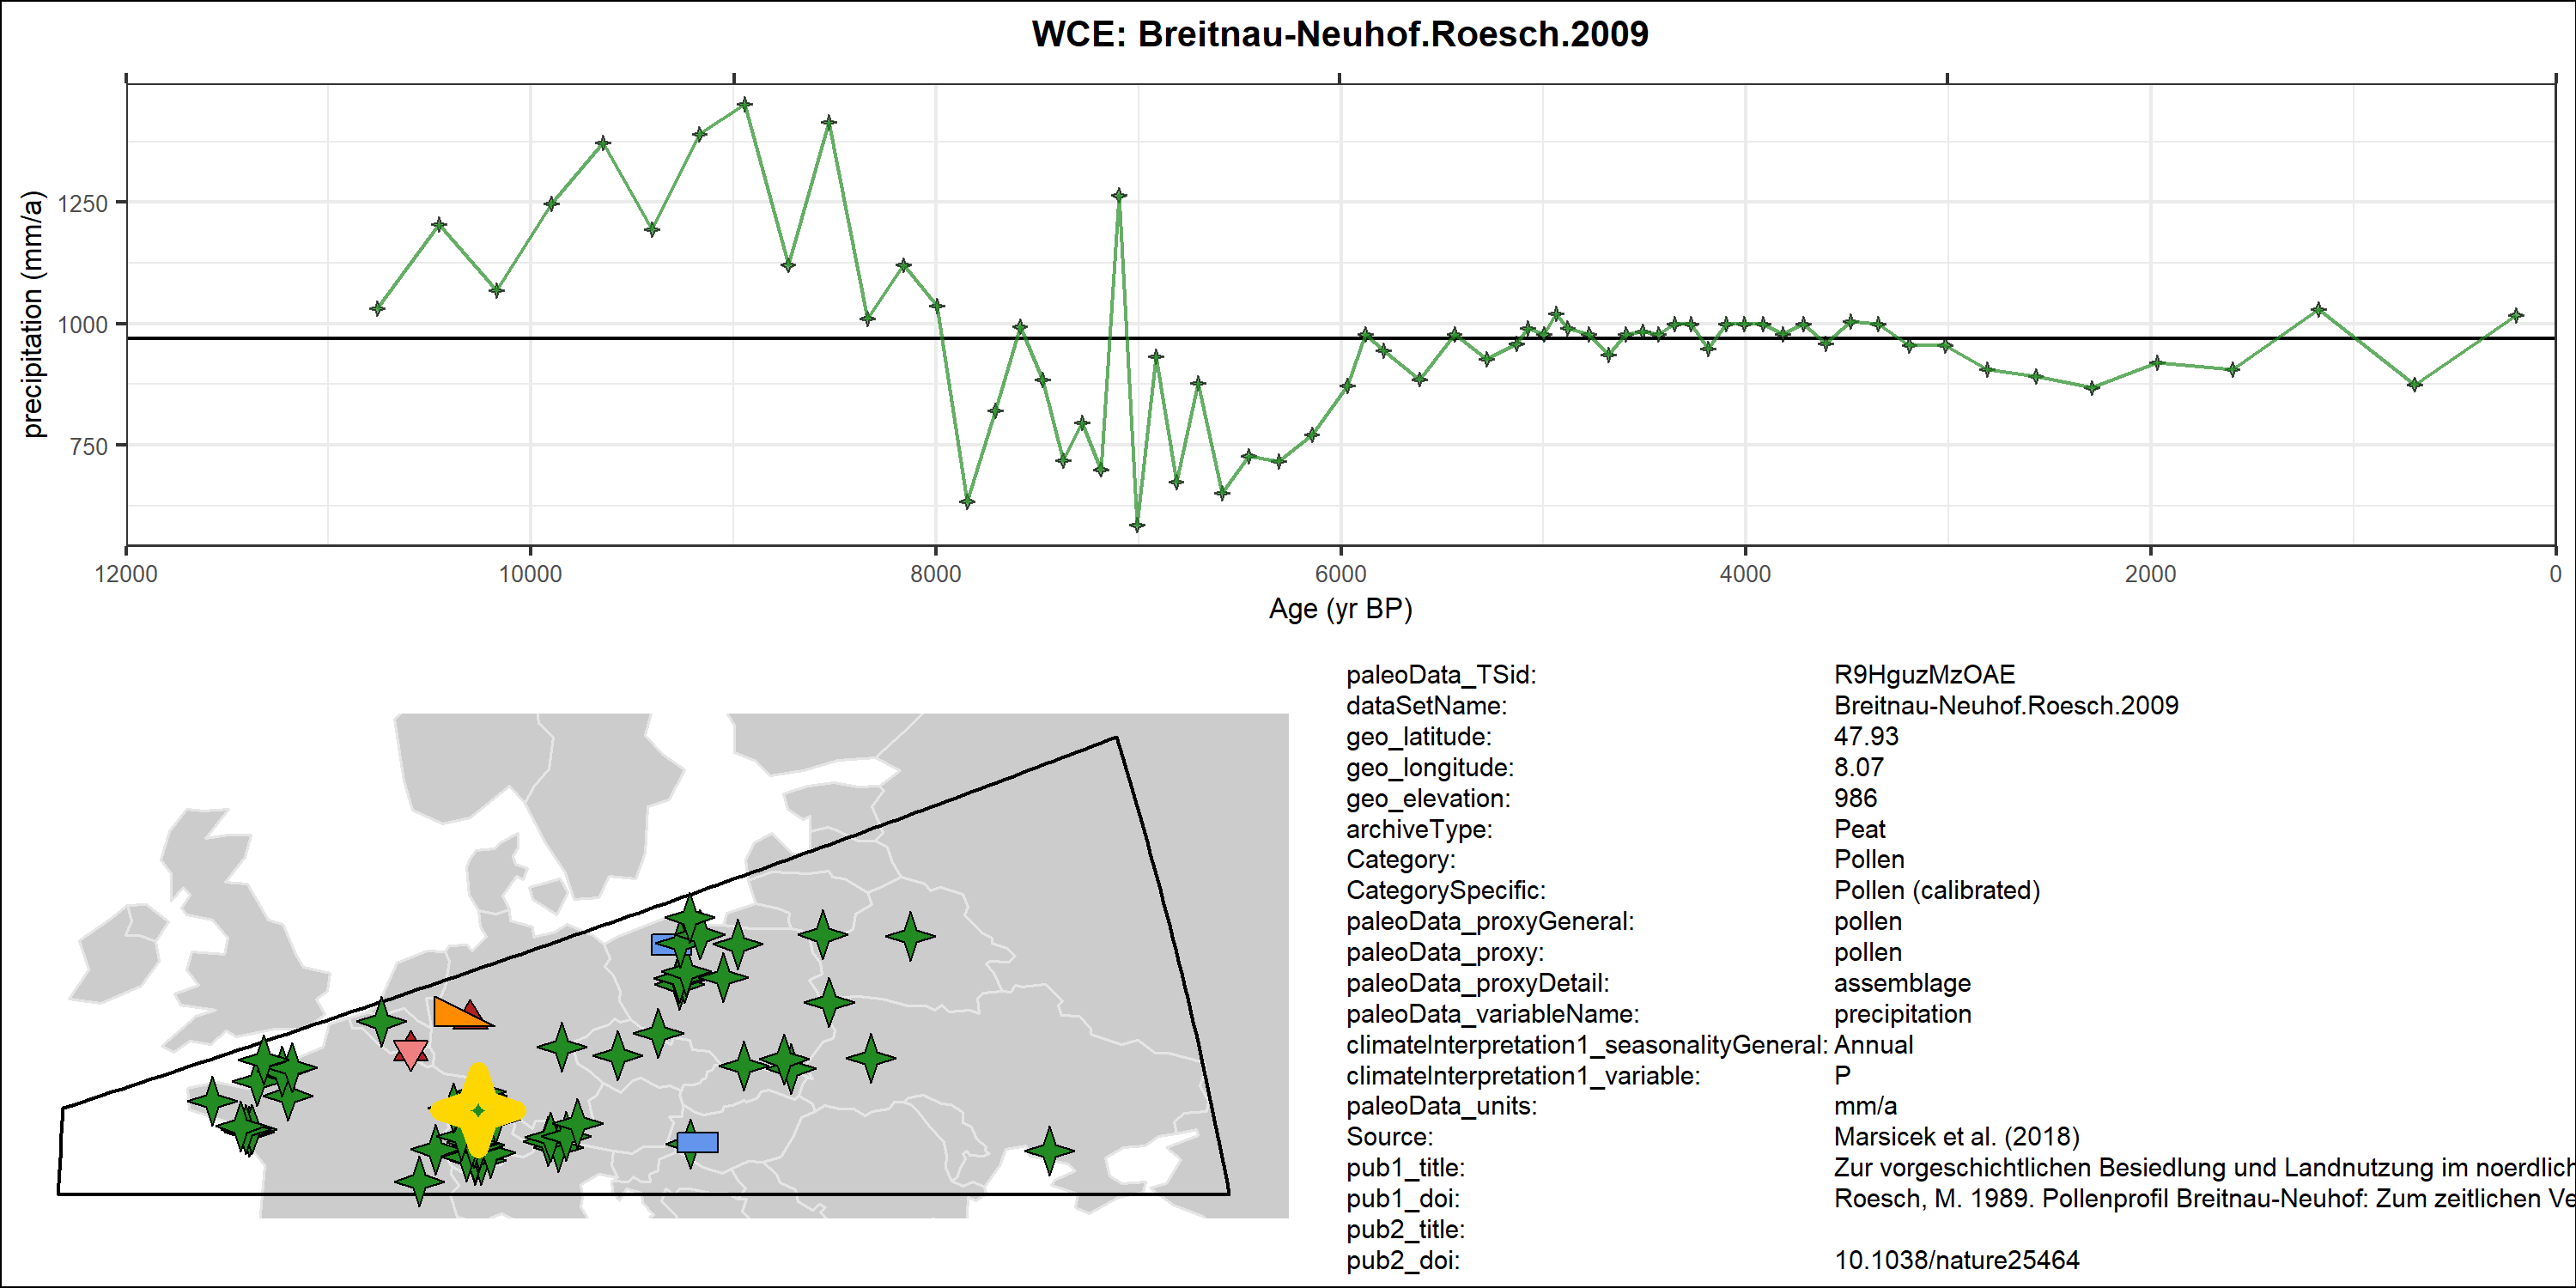 WCE: Breitnau-Neuhof.Roesch.2009
precipitation (mm/a)
1250
1000
750
12000 10000 8000 6000 4000 2000 0
Age (yr BP)
paleoData_TSid: R9HguzMzOAE
dataSetName: Breitnau-Neuhof.Roesch.2009
geo_latitude: 47.93
geo_longitude: 8.07
geo_elevation: 986
archiveType: Peat
Category: Pollen
CategorySpecific: Pollen (calibrated)
paleoData_proxyGeneral: pollen
paleoData_proxy: pollen
paleoData_proxyDetail: assemblage
paleoData_variableName: precipitation
climateInterpretation1_seasonalityGeneral: Annual
climateInterpretation1_variable: P
paleoData_units: mm/a
Source: Marsicek et al. (2018)
pub1_title: Zur vorgeschichtlichen Besiedlung und Landnutzung im noerdlich
pub1_doi: Roesch, M. 1989. Pollenprofil Breitnau-Neuhof: Zum zeitlichen Ve
pub2_title:
pub2_doi: 10.1038/nature25464